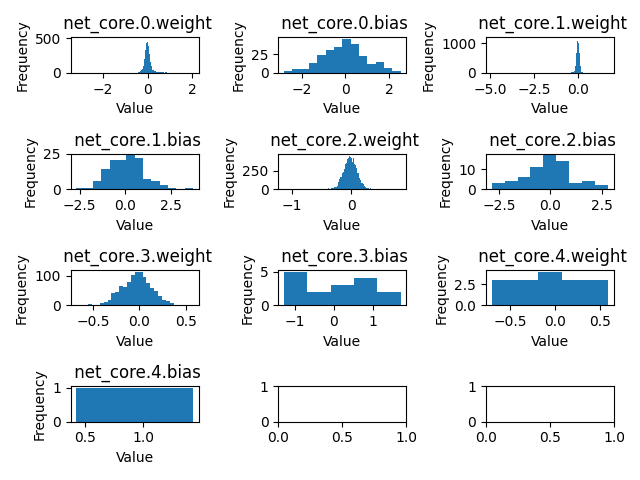 net_core.0.weight
Frequency
500
0
−2
0
2
Value
net_core.0.bias
Frequency
25
0
−2
0
2
Value
net_core.1.weight
Frequency
1000
0
−5.0
−2.5
0.0
Value
net_core.1.bias
Frequency
25
0
−2.5
0.0
2.5
Value
net_core.2.weight
Frequency
250
0
−1
0
Value
net_core.2.bias
Frequency
10
0
−2.5
0.0
2.5
Value
net_core.3.weight
Frequency
100
0
−0.5
0.0
0.5
Value
net_core.3.bias
Frequency
5
0
−1
0
1
Value
net_core.4.weight
Frequency
2.5
0.0
−0.5
0.0
0.5
Value
net_core.4.bias
Frequency
1
0
0.5
1.0
Value
1
0
0.0
0.5
1.0
1
0
0.0
0.5
1.0